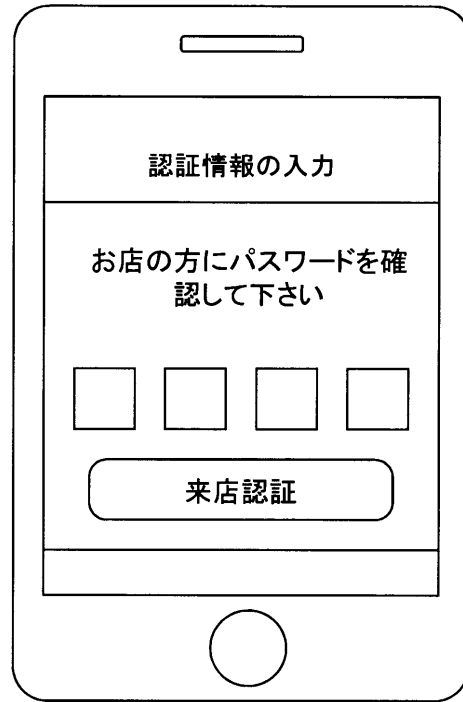 認証情報の入力
お店の方にパスワードを確
認して下さい
来店認証